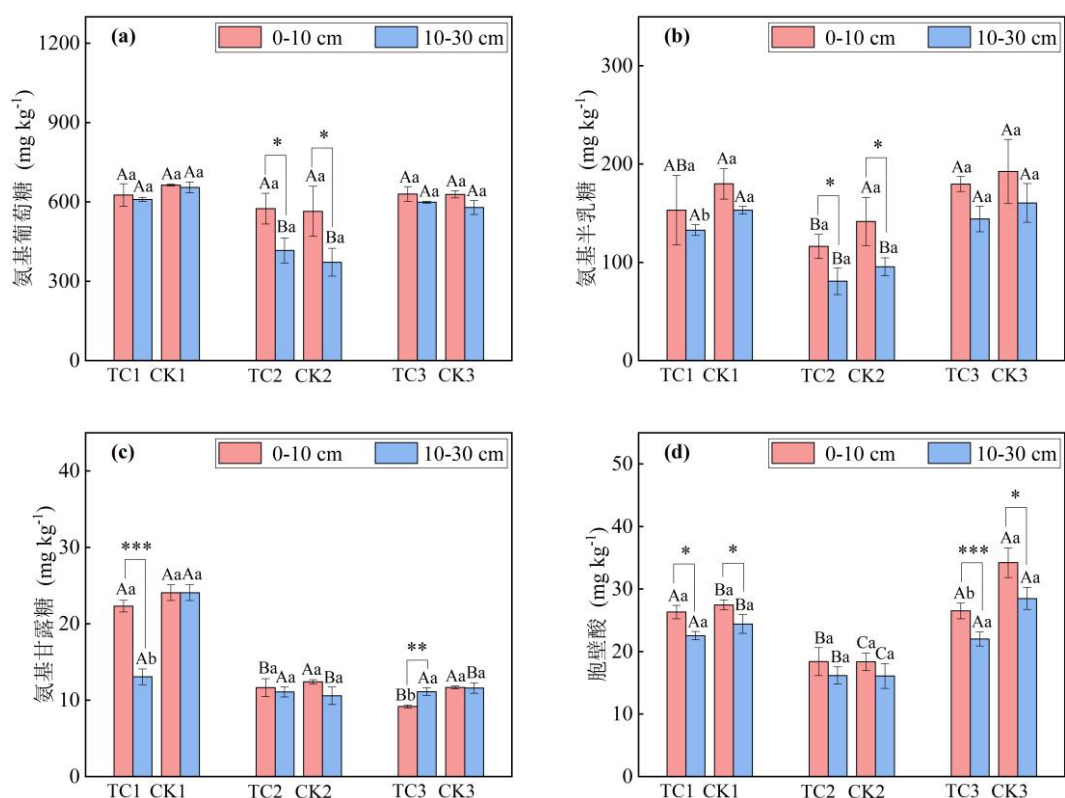 (a)
0-10 cm
10-30 cm
氨基葡萄糖 (mg kg⁻¹)
1200
900
600
300
0
Aa
Aa
Aa
Aa
*
*
Aa
Ba
Aa
Ba
Aa
Aa
Aa
Aa
TC1
CK1
TC2
CK2
TC3
CK3
(b)
0-10 cm
10-30 cm
氨基半乳糖 (mg kg⁻¹)
300
200
100
0
ABa
Ab
Aa
Aa
*
*
Ba
Ba
Aa
Ba
Aa
Aa
Aa
Aa
TC1
CK1
TC2
CK2
TC3
CK3
(c)
0-10 cm
10-30 cm
氨基甘露糖 (mg kg⁻¹)
40
30
20
10
0
***
Aa
Ab
Aa
Aa
Ba
Aa
Aa
Ba
**
Bb
Aa
Aa
Ba
TC1
CK1
TC2
CK2
TC3
CK3
(d)
0-10 cm
10-30 cm
胞壁酸 (mg kg⁻¹)
50
40
30
20
10
0
*
*
Aa
Aa
Ba
Ba
Ba
Ba
Ca
Ca
***
*
Ab
Aa
Aa
Aa
TC1
CK1
TC2
CK2
TC3
CK3